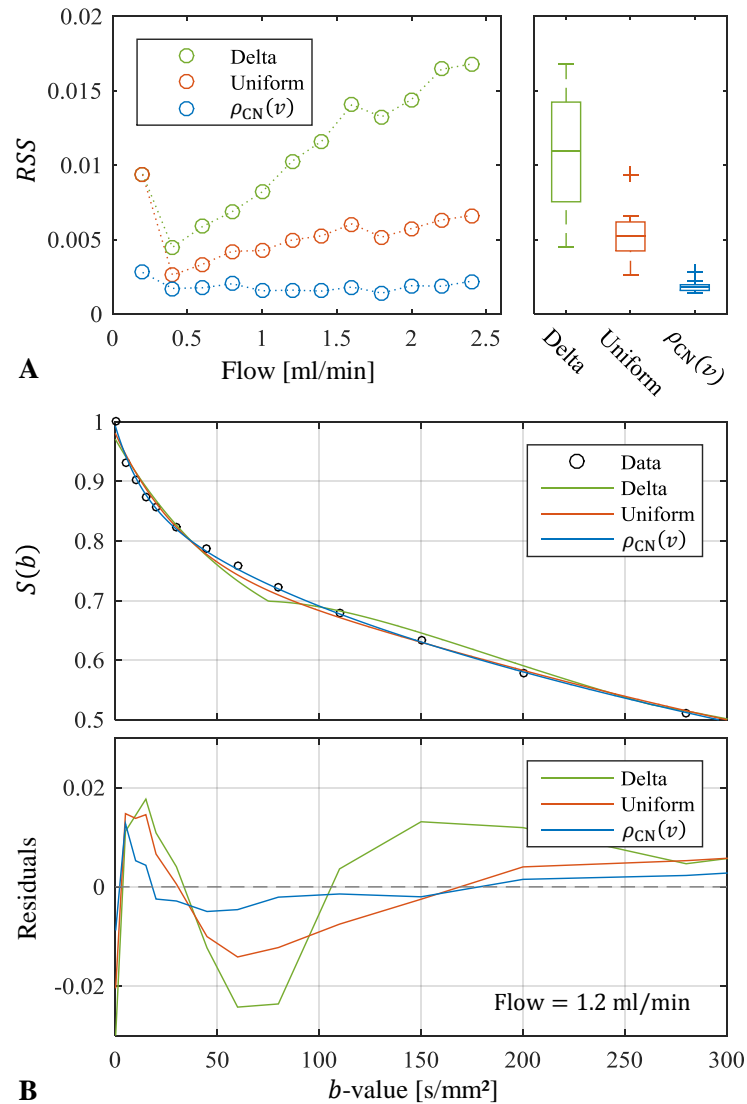 0.02
0.015
0.01
0.005
0
RSS
Delta
Uniform
ρCN(v)
0
0.5
1
1.5
2
2.5
Flow [ml/min]
Delta
Uniform
ρCN(v)
A
1
0.9
0.8
0.7
0.6
0.5
S(b)
Data
Delta
Uniform
ρCN(v)
0.02
0
-0.02
Residuals
Delta
Uniform
ρCN(v)
Flow = 1.2 ml/min
0
50
100
150
200
250
300
b-value [s/mm²]
B